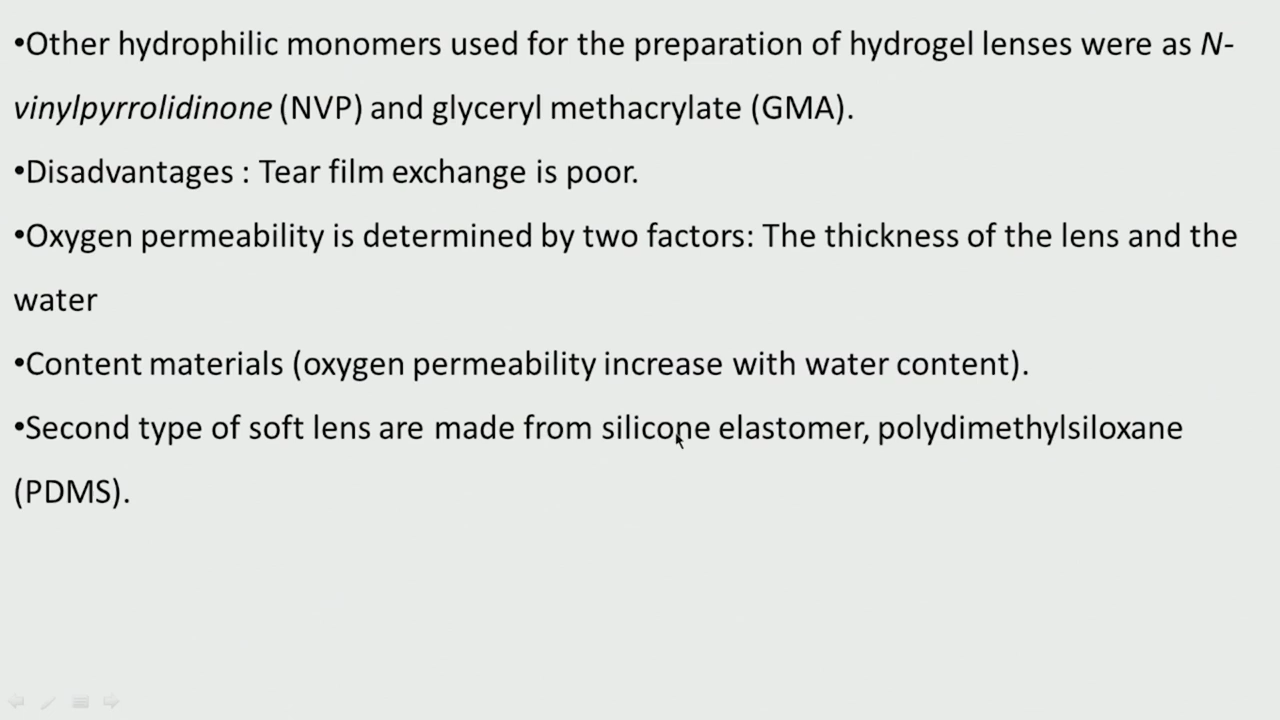 •Other hydrophilic monomers used for the preparation of hydrogel lenses were as N-
vinylpyrrolidinone (NVP) and glyceryl methacrylate (GMA).
•Disadvantages : Tear film exchange is poor.
•Oxygen permeability is determined by two factors: The thickness of the lens and the
water
•Content materials (oxygen permeability increase with water content).
•Second type of soft lens are made from silicone elastomer, polydimethylsiloxane
(PDMS).